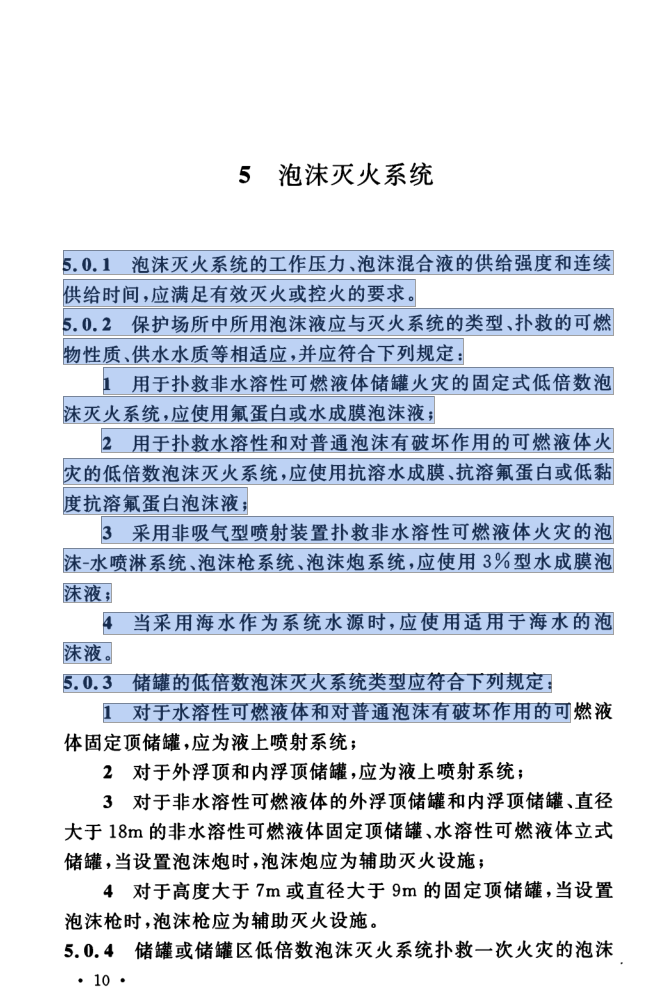 5 泡沫灭火系统
5.0.1 泡沫灭火系统的工作压力、泡沫混合液的供给强度和连续
供给时间,应满足有效灭火或控火的要求。
5.0.2 保护场所中所用泡沫液应与灭火系统的类型、扑救的可燃
物性质、供水水质等相适应,并应符合下列规定:
1 用于扑救非水溶性可燃液体储罐火灾的固定式低倍数泡
沫灭火系统,应使用氟蛋白或水成膜泡沫液;
2 用于扑救水溶性和对普通泡沫有破坏作用的可燃液体火
灾的低倍数泡沫灭火系统,应使用抗溶水成膜、抗溶氟蛋白或低黏
度抗溶氟蛋白泡沫液;
3 采用非吸气型喷射装置扑救非水溶性可燃液体火灾的泡
沫-水喷淋系统、泡沫枪系统、泡沫炮系统,应使用 3%型水成膜泡
沫液;
4 当采用海水作为系统水源时,应使用适用于海水的泡
沫液。
5.0.3 储罐的低倍数泡沫灭火系统类型应符合下列规定:
1 对于水溶性可燃液体和对普通泡沫有破坏作用的可燃液
体固定顶储罐,应为液上喷射系统;
2 对于外浮顶和内浮顶储罐,应为液上喷射系统;
3 对于非水溶性可燃液体的外浮顶储罐和内浮顶储罐、直径
大于 18m 的非水溶性可燃液体固定顶储罐、水溶性可燃液体立式
储罐,当设置泡沫炮时,泡沫炮应为辅助灭火设施;
4 对于高度大于 7m 或直径大于 9m 的固定顶储罐,当设置
泡沫枪时,泡沫枪应为辅助灭火设施。
5.0.4 储罐或储罐区低倍数泡沫灭火系统扑救一次火灾的泡沫
• 10 •